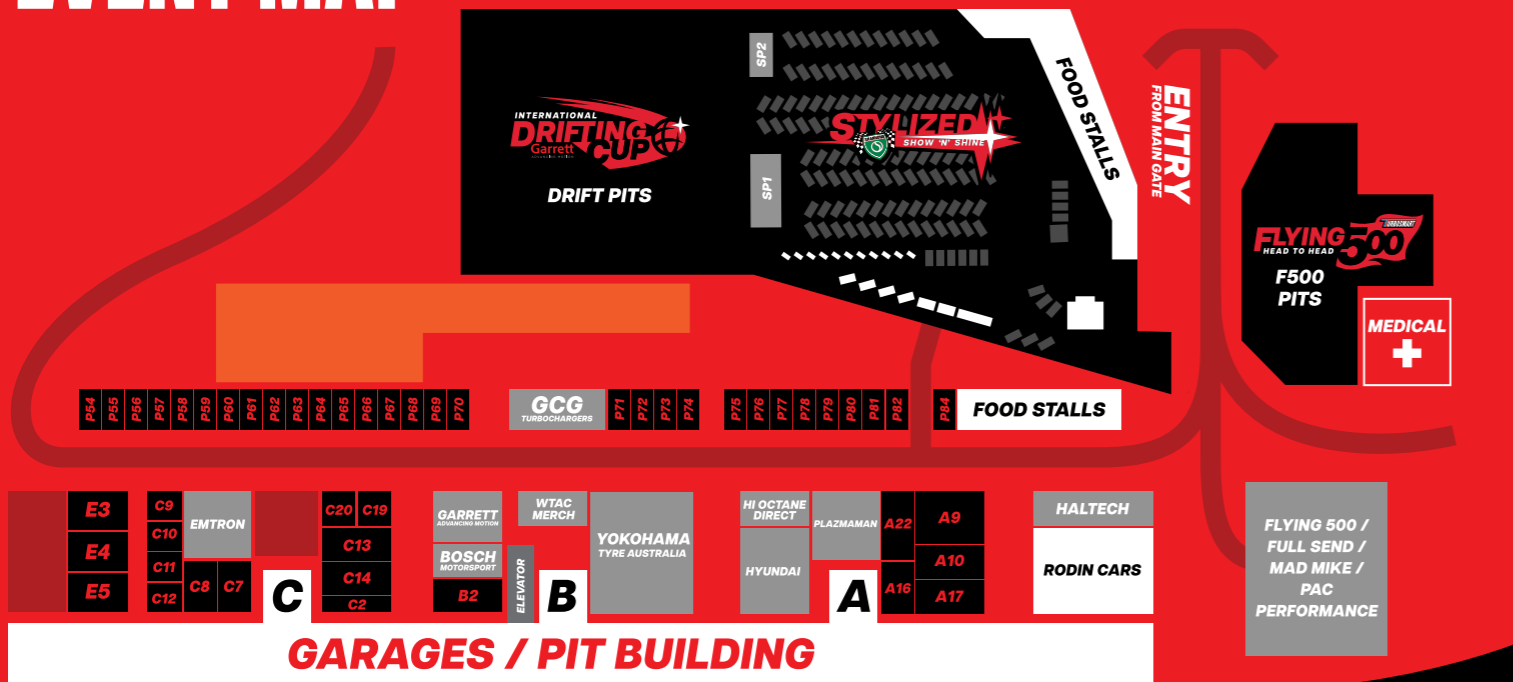 EVENT MAP
INTERNATIONAL
DRIFTING
CUP
Garrett
DRIFT PITS
SP2
SP1
STYLIZED
SHOW 'N' SHINE
FOOD STALLS
ENTRY
FROM MAIN GATE
FLYING
500
HEAD TO HEAD
TURBOSMART
F500
PITS
MEDICAL
P54
P55
P56
P57
P58
P59
P60
P61
P62
P63
P64
P65
P66
P67
P68
P69
P70
GCG
TURBOCHARGERS
P71
P72
P73
P74
P75
P76
P77
P78
P79
P80
P81
P82
P84
FOOD STALLS
E3
E4
E5
C9
C10
C11
C12
EMTRON
C8
C7
C
C20
C19
C13
C14
C2
GARRETT
ADVANCING MOTION
BOSCH
MOTORSPORT
B2
WTAC
MERCH
ELEVATOR
B
YOKOHAMA
TYRE AUSTRALIA
HI OCTANE
DIRECT
HYUNDAI
PLAZMAMAN
A
A22
A16
A9
A10
A17
HALTECH
RODIN CARS
FLYING 500 /
FULL SEND /
MAD MIKE /
PAC
PERFORMANCE
GARAGES / PIT BUILDING